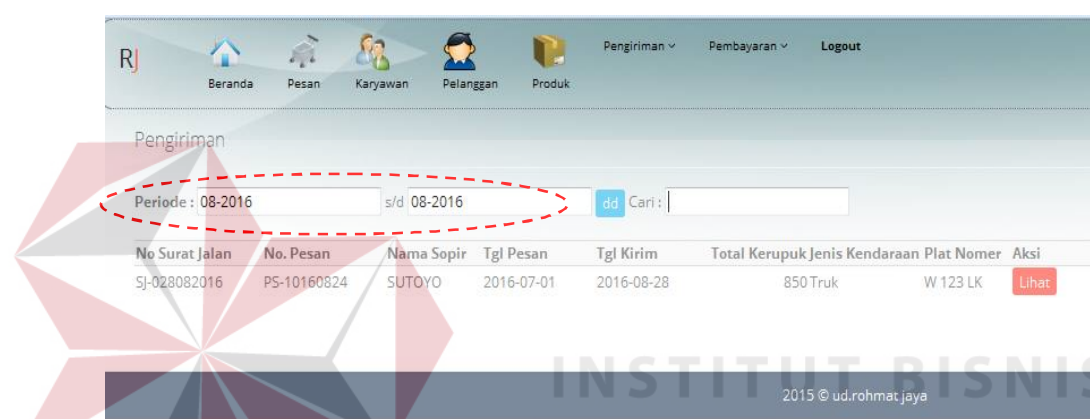 RJ Beranda Pesan Karyawan Pelanggan Produk Pengiriman Pembayaran Logout
Pengiriman
Periode : 08-2016 s/d 08-2016 dd Cari :
No Surat Jalan No. Pesan Nama Sopir Tgl Pesan Tgl Kirim Total Kerupuk Jenis Kendaraan Plat Nomer Aksi
SJ-028082016 PS-10160824 SUTOYO 2016-07-01 2016-08-28 850 Truk W 123 LK Lihat
INSTITUT BISNIS
2015 © ud.rohmat jaya